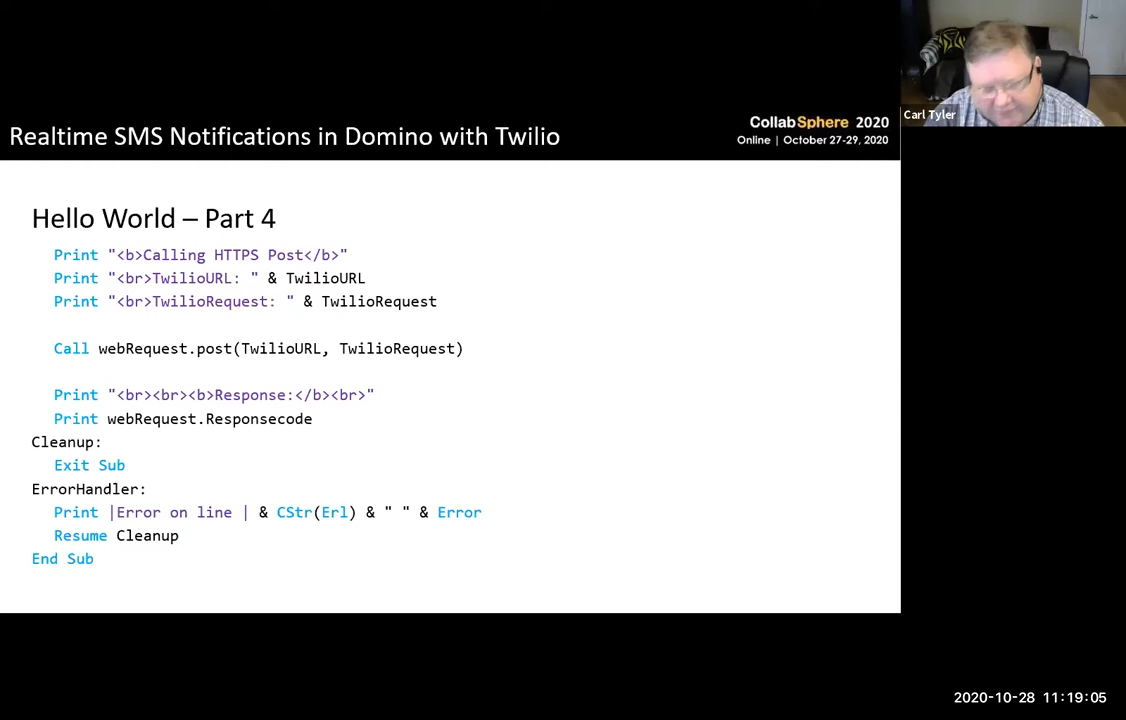 Carl Tyler
Realtime SMS Notifications in Domino with Twilio
CollabSphere 2020
Online | October 27-29, 2020
Hello World – Part 4
Print "<b>Calling HTTPS Post</b>"
Print "<br>TwilioURL: " & TwilioURL
Print "<br>TwilioRequest: " & TwilioRequest
Call webRequest.post(TwilioURL, TwilioRequest)
Print "<br><br><b>Response:</b><br>"
Print webRequest.Responsecode
Cleanup:
Exit Sub
ErrorHandler:
Print |Error on line | & CStr(Erl) & " " & Error
Resume Cleanup
End Sub
2020-10-28 11:19:05